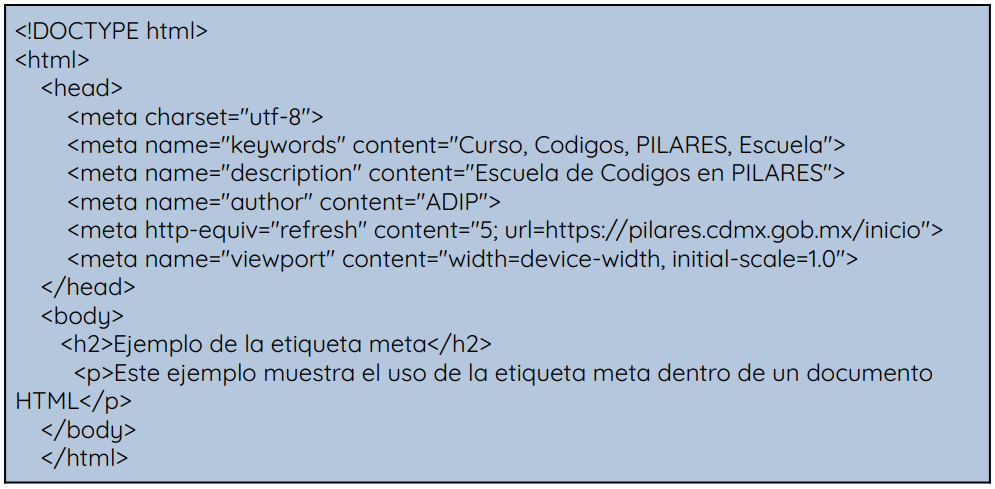 <!DOCTYPE html>
<html>
<head>
<meta charset="utf-8">
<meta name="keywords" content="Curso, Codigos, PILARES, Escuela">
<meta name="description" content="Escuela de Codigos en PILARES">
<meta name="author" content="ADIP">
<meta http-equiv="refresh" content="5; url=https://pilares.cdmx.gob.mx/inicio">
<meta name="viewport" content="width=device-width, initial-scale=1.0">
</head>
<body>
<h2>Ejemplo de la etiqueta meta</h2>
<p>Este ejemplo muestra el uso de la etiqueta meta dentro de un documento
HTML</p>
</body>
</html>